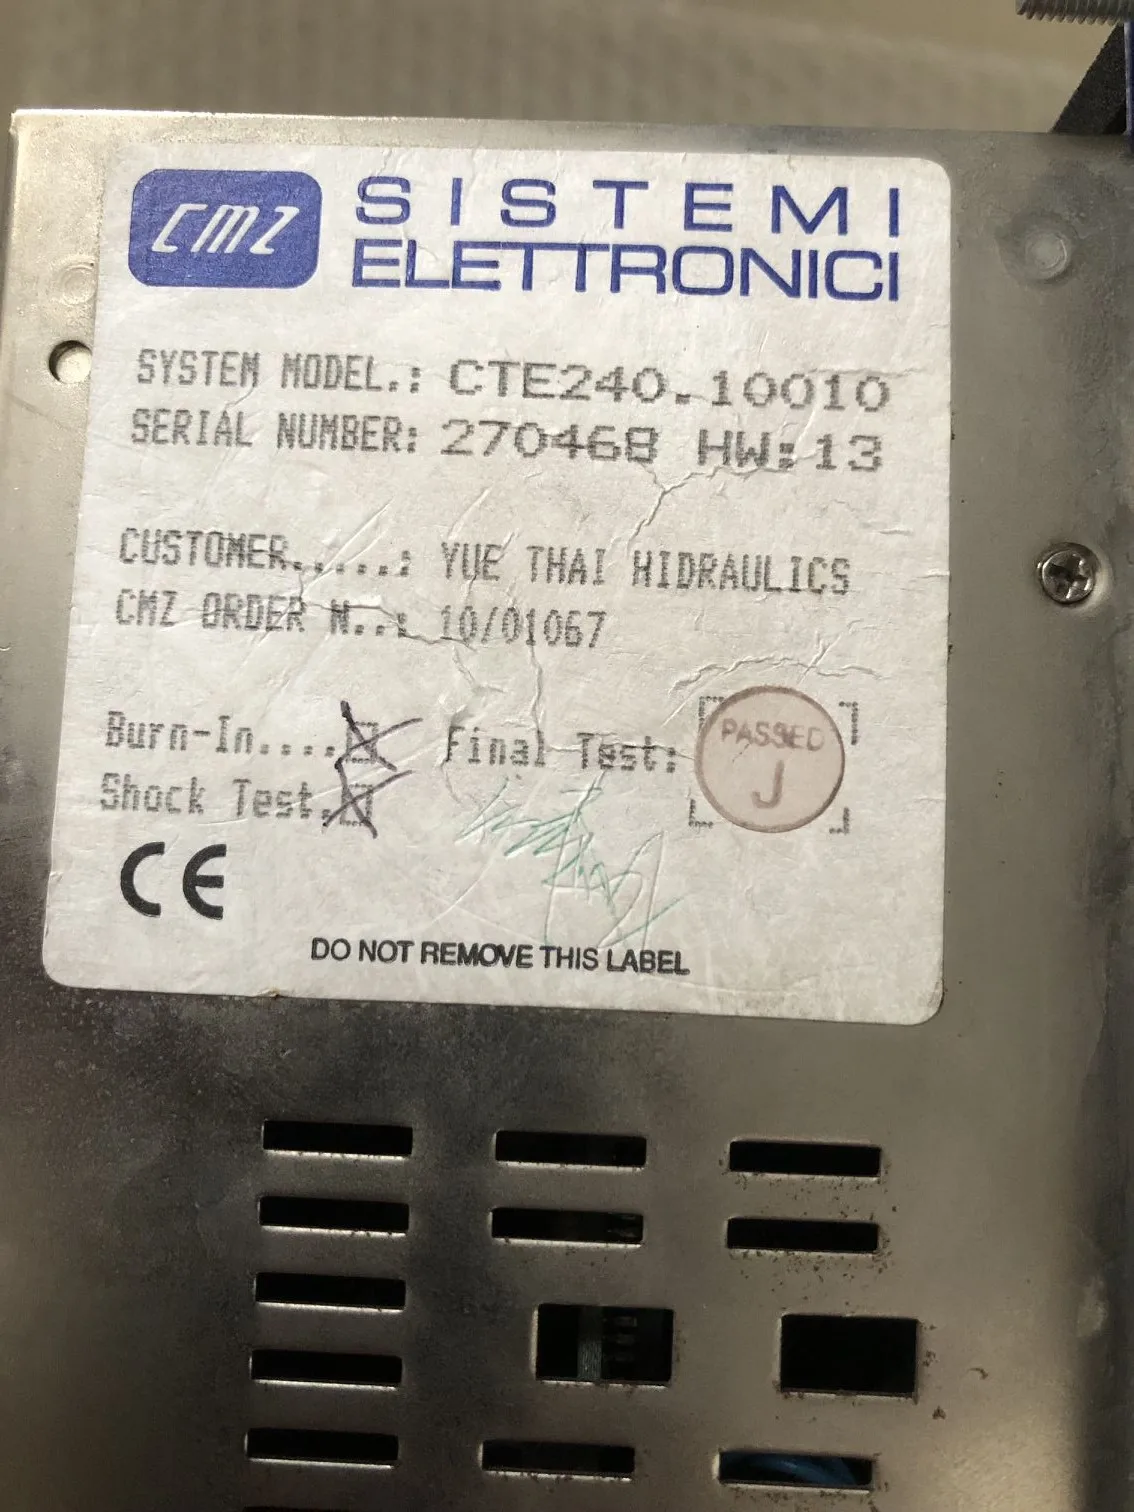 CMZ SISTEMI
ELETTRONICI
SYSTEM MODEL.: CTE240.10010
SERIAL NUMBER: 270468 HW:13
CUSTOMER.....: YUE THAI HIDRAULICS
CMZ ORDER N..: 10/01067
Burn-In.... Final Test: PASSED
J
Shock Test.
CE
DO NOT REMOVE THIS LABEL